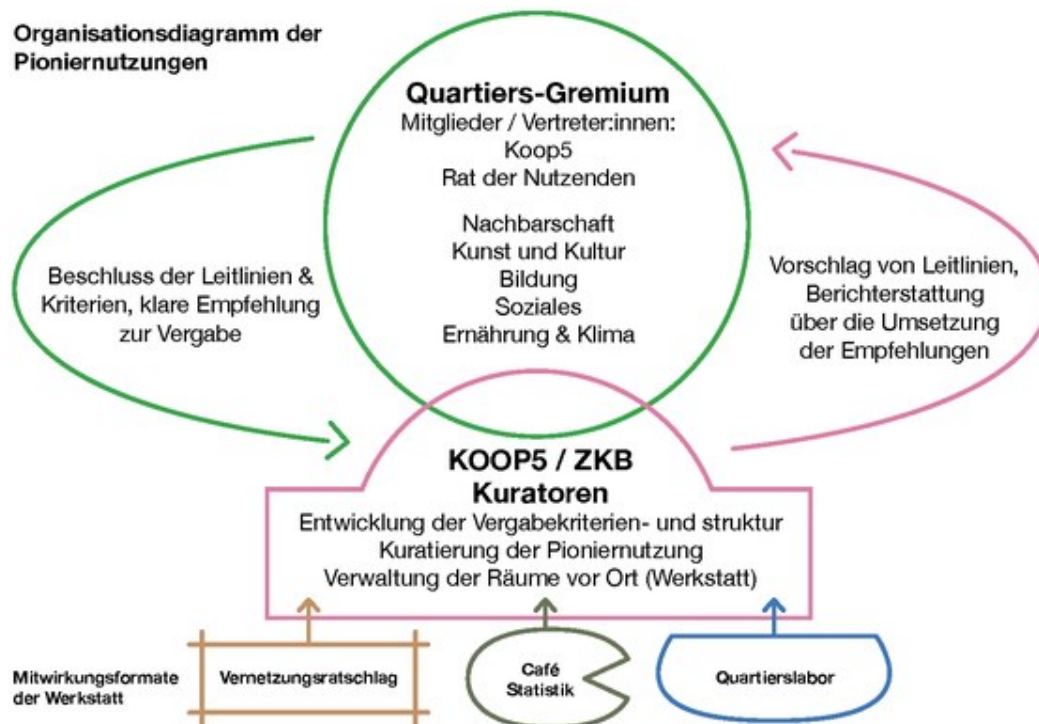 Organisationsdiagramm der
Pioniernutzungen
Quartiers-Gremium
Mitglieder / Vertreter:innen:
Koop5
Rat der Nutzenden
Nachbarschaft
Kunst und Kultur
Bildung
Soziales
Ernährung & Klima
Beschluss der Leitlinien &
Kriterien, klare Empfehlung
zur Vergabe
Vorschlag von Leitlinien,
Berichterstattung
über die Umsetzung
der Empfehlungen
KOOP5 / ZKB
Kuratoren
Entwicklung der Vergabekriterien- und struktur
Kuratierung der Pioniernutzung
Verwaltung der Räume vor Ort (Werkstatt)
Mitwirkungsformate
der Werkstatt
Vernetzungsratschlag
Café
Statistik
Quartierslabor